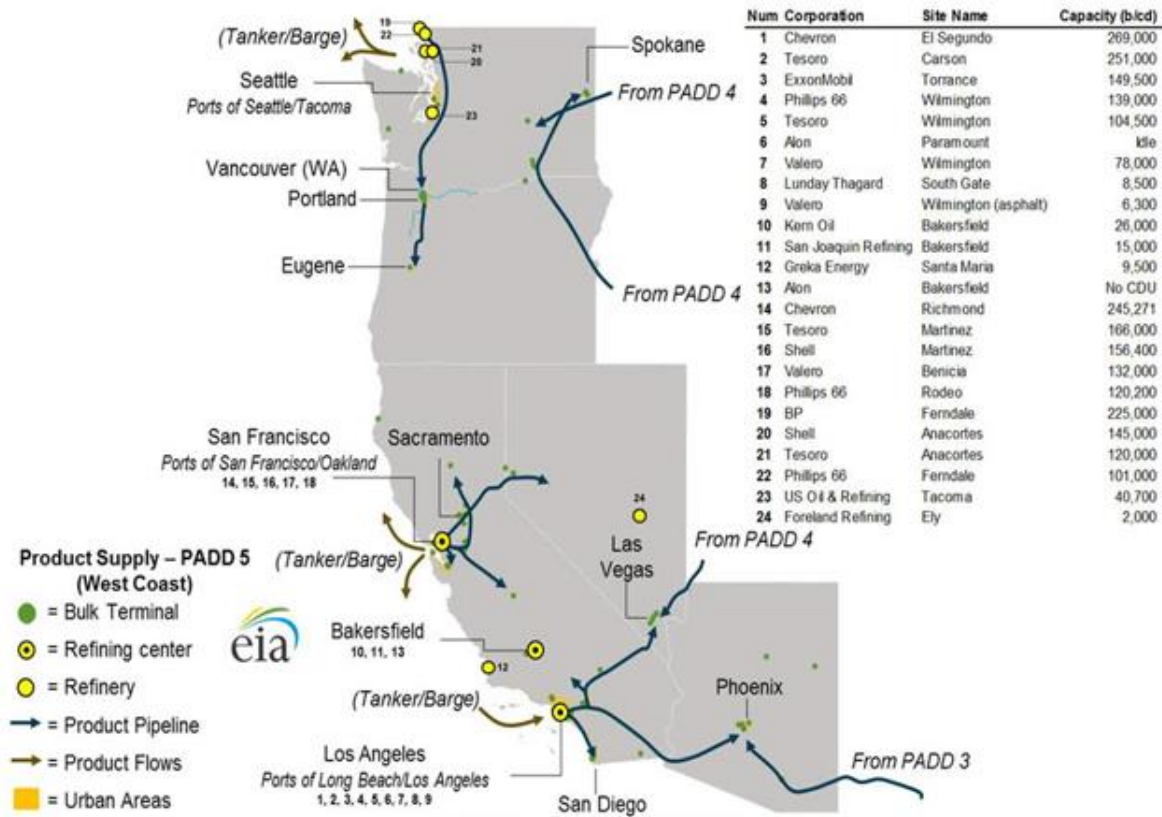 19
22
(Tanker/Barge)
21
20
Seattle
Ports of Seattle/Tacoma
23
Vancouver (WA)
Portland
Eugene
Spokane
From PADD 4
From PADD 4
San Francisco
Ports of San Francisco/Oakland
14, 15, 16, 17, 18
Sacramento
(Tanker/Barge)
24
Las
Vegas
From PADD 4
Bakersfield
10, 11, 13
12
(Tanker/Barge)
Phoenix
Los Angeles
Ports of Long Beach/Los Angeles
1, 2, 3, 4, 5, 6, 7, 8, 9
San Diego
From PADD 3
Product Supply – PADD 5
(West Coast)
= Bulk Terminal
= Refining center
= Refinery
= Product Pipeline
= Product Flows
= Urban Areas
eia
Num Corporation Site Name Capacity (b/cd)
1 Chevron El Segundo 269,000
2 Tesoro Carson 251,000
3 ExxonMobil Torrance 149,500
4 Phillips 66 Wilmington 139,000
5 Tesoro Wilmington 104,500
6 Alon Paramount Idle
7 Valero Wilmington 78,000
8 Lunday Thagard South Gate 8,500
9 Valero Wilmington (asphalt) 6,300
10 Kern Oil Bakersfield 26,000
11 San Joaquin Refining Bakersfield 15,000
12 Greka Energy Santa Maria 9,500
13 Alon Bakersfield No CDU
14 Chevron Richmond 245,271
15 Tesoro Martinez 166,000
16 Shell Martinez 156,400
17 Valero Benicia 132,000
18 Phillips 66 Rodeo 120,200
19 BP Ferndale 225,000
20 Shell Anacortes 145,000
21 Tesoro Anacortes 120,000
22 Phillips 66 Ferndale 101,000
23 US Oil & Refining Tacoma 40,700
24 Foreland Refining Ely 2,000